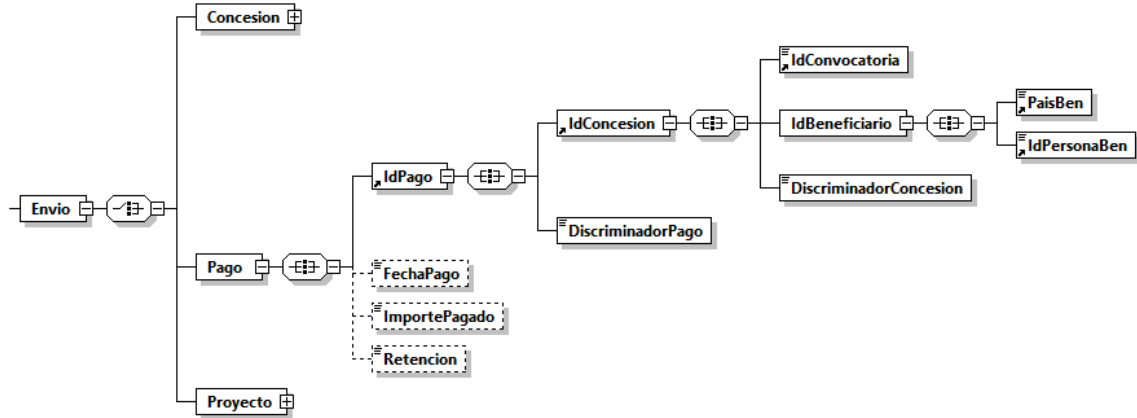 Concesion
IdConvocatoria
PaisBen
IdConcesion
IdBeneficiario
IdPersonaBen
IdPago
DiscriminadorConcesion
Envio
DiscriminadorPago
Pago
FechaPago
ImportePagado
Retencion
Proyecto